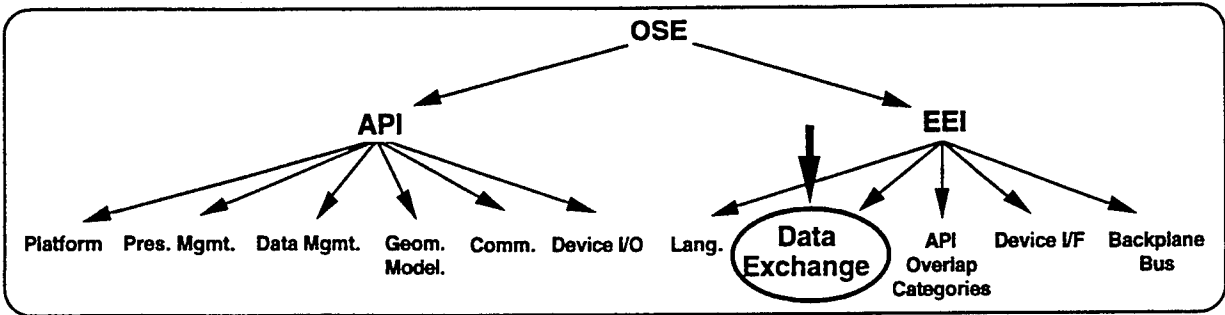 OSE
API
EEI
Platform
Pres. Mgmt.
Data Mgmt.
Geom.
Model.
Comm.
Device I/O
Lang.
Data
Exchange
API
Overlap
Categories
Device I/F
Backplane
Bus